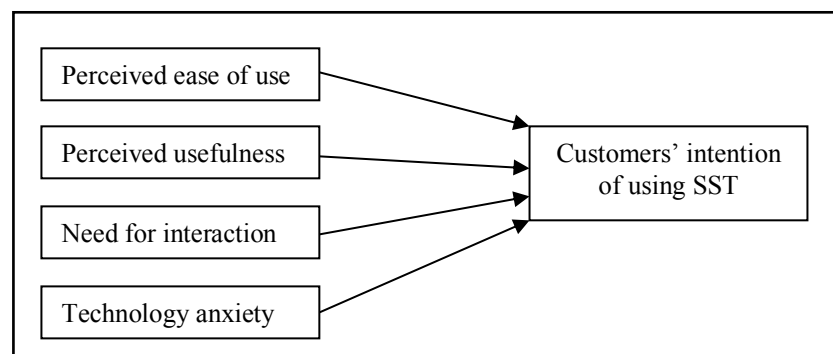 Perceived ease of use
Perceived usefulness
Need for interaction
Technology anxiety
Customers’ intention
of using SST